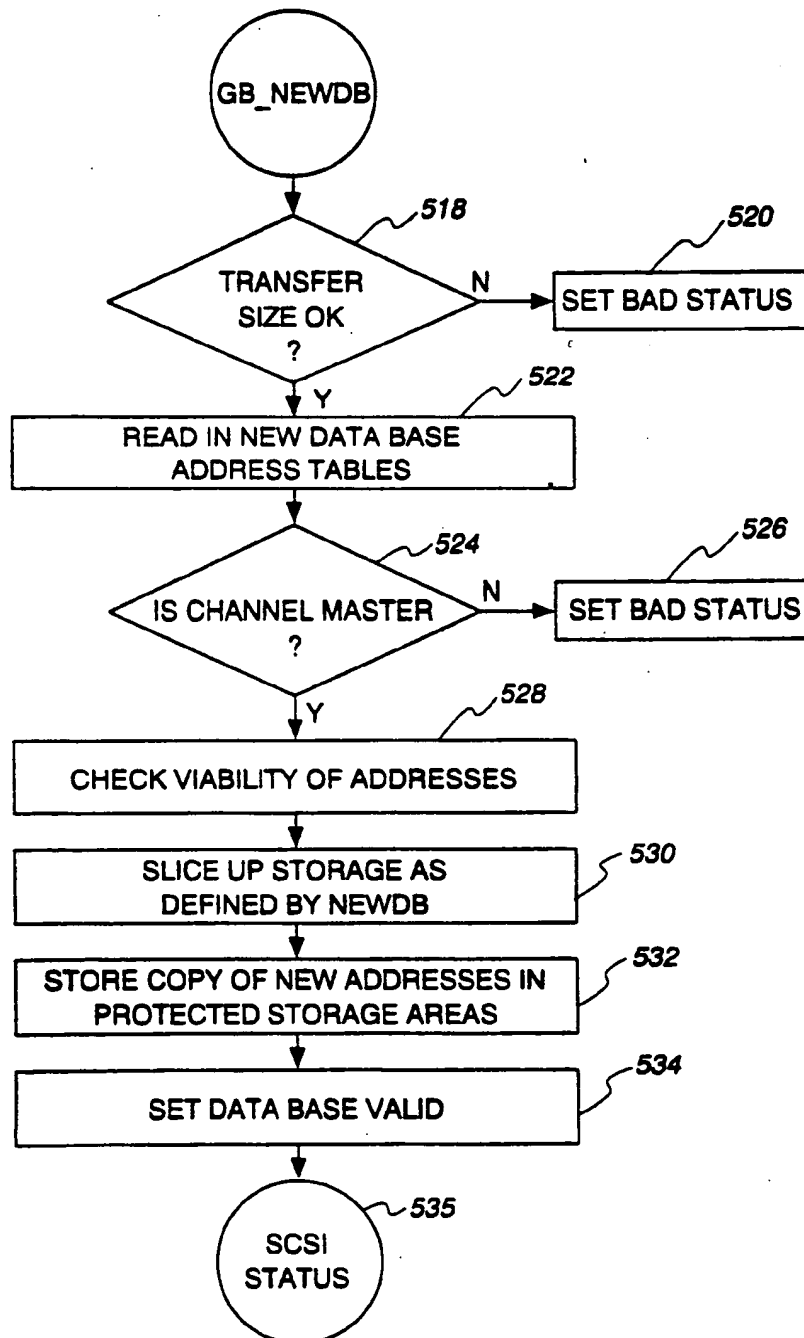 GB_NEWDB
518
520
TRANSFER
SIZE OK
?
N
SET BAD STATUS
Y
522
READ IN NEW DATA BASE
ADDRESS TABLES
524
526
IS CHANNEL MASTER
?
N
SET BAD STATUS
Y
528
CHECK VIABILITY OF ADDRESSES
530
SLICE UP STORAGE AS
DEFINED BY NEWDB
532
STORE COPY OF NEW ADDRESSES IN
PROTECTED STORAGE AREAS
534
SET DATA BASE VALID
535
SCSI
STATUS